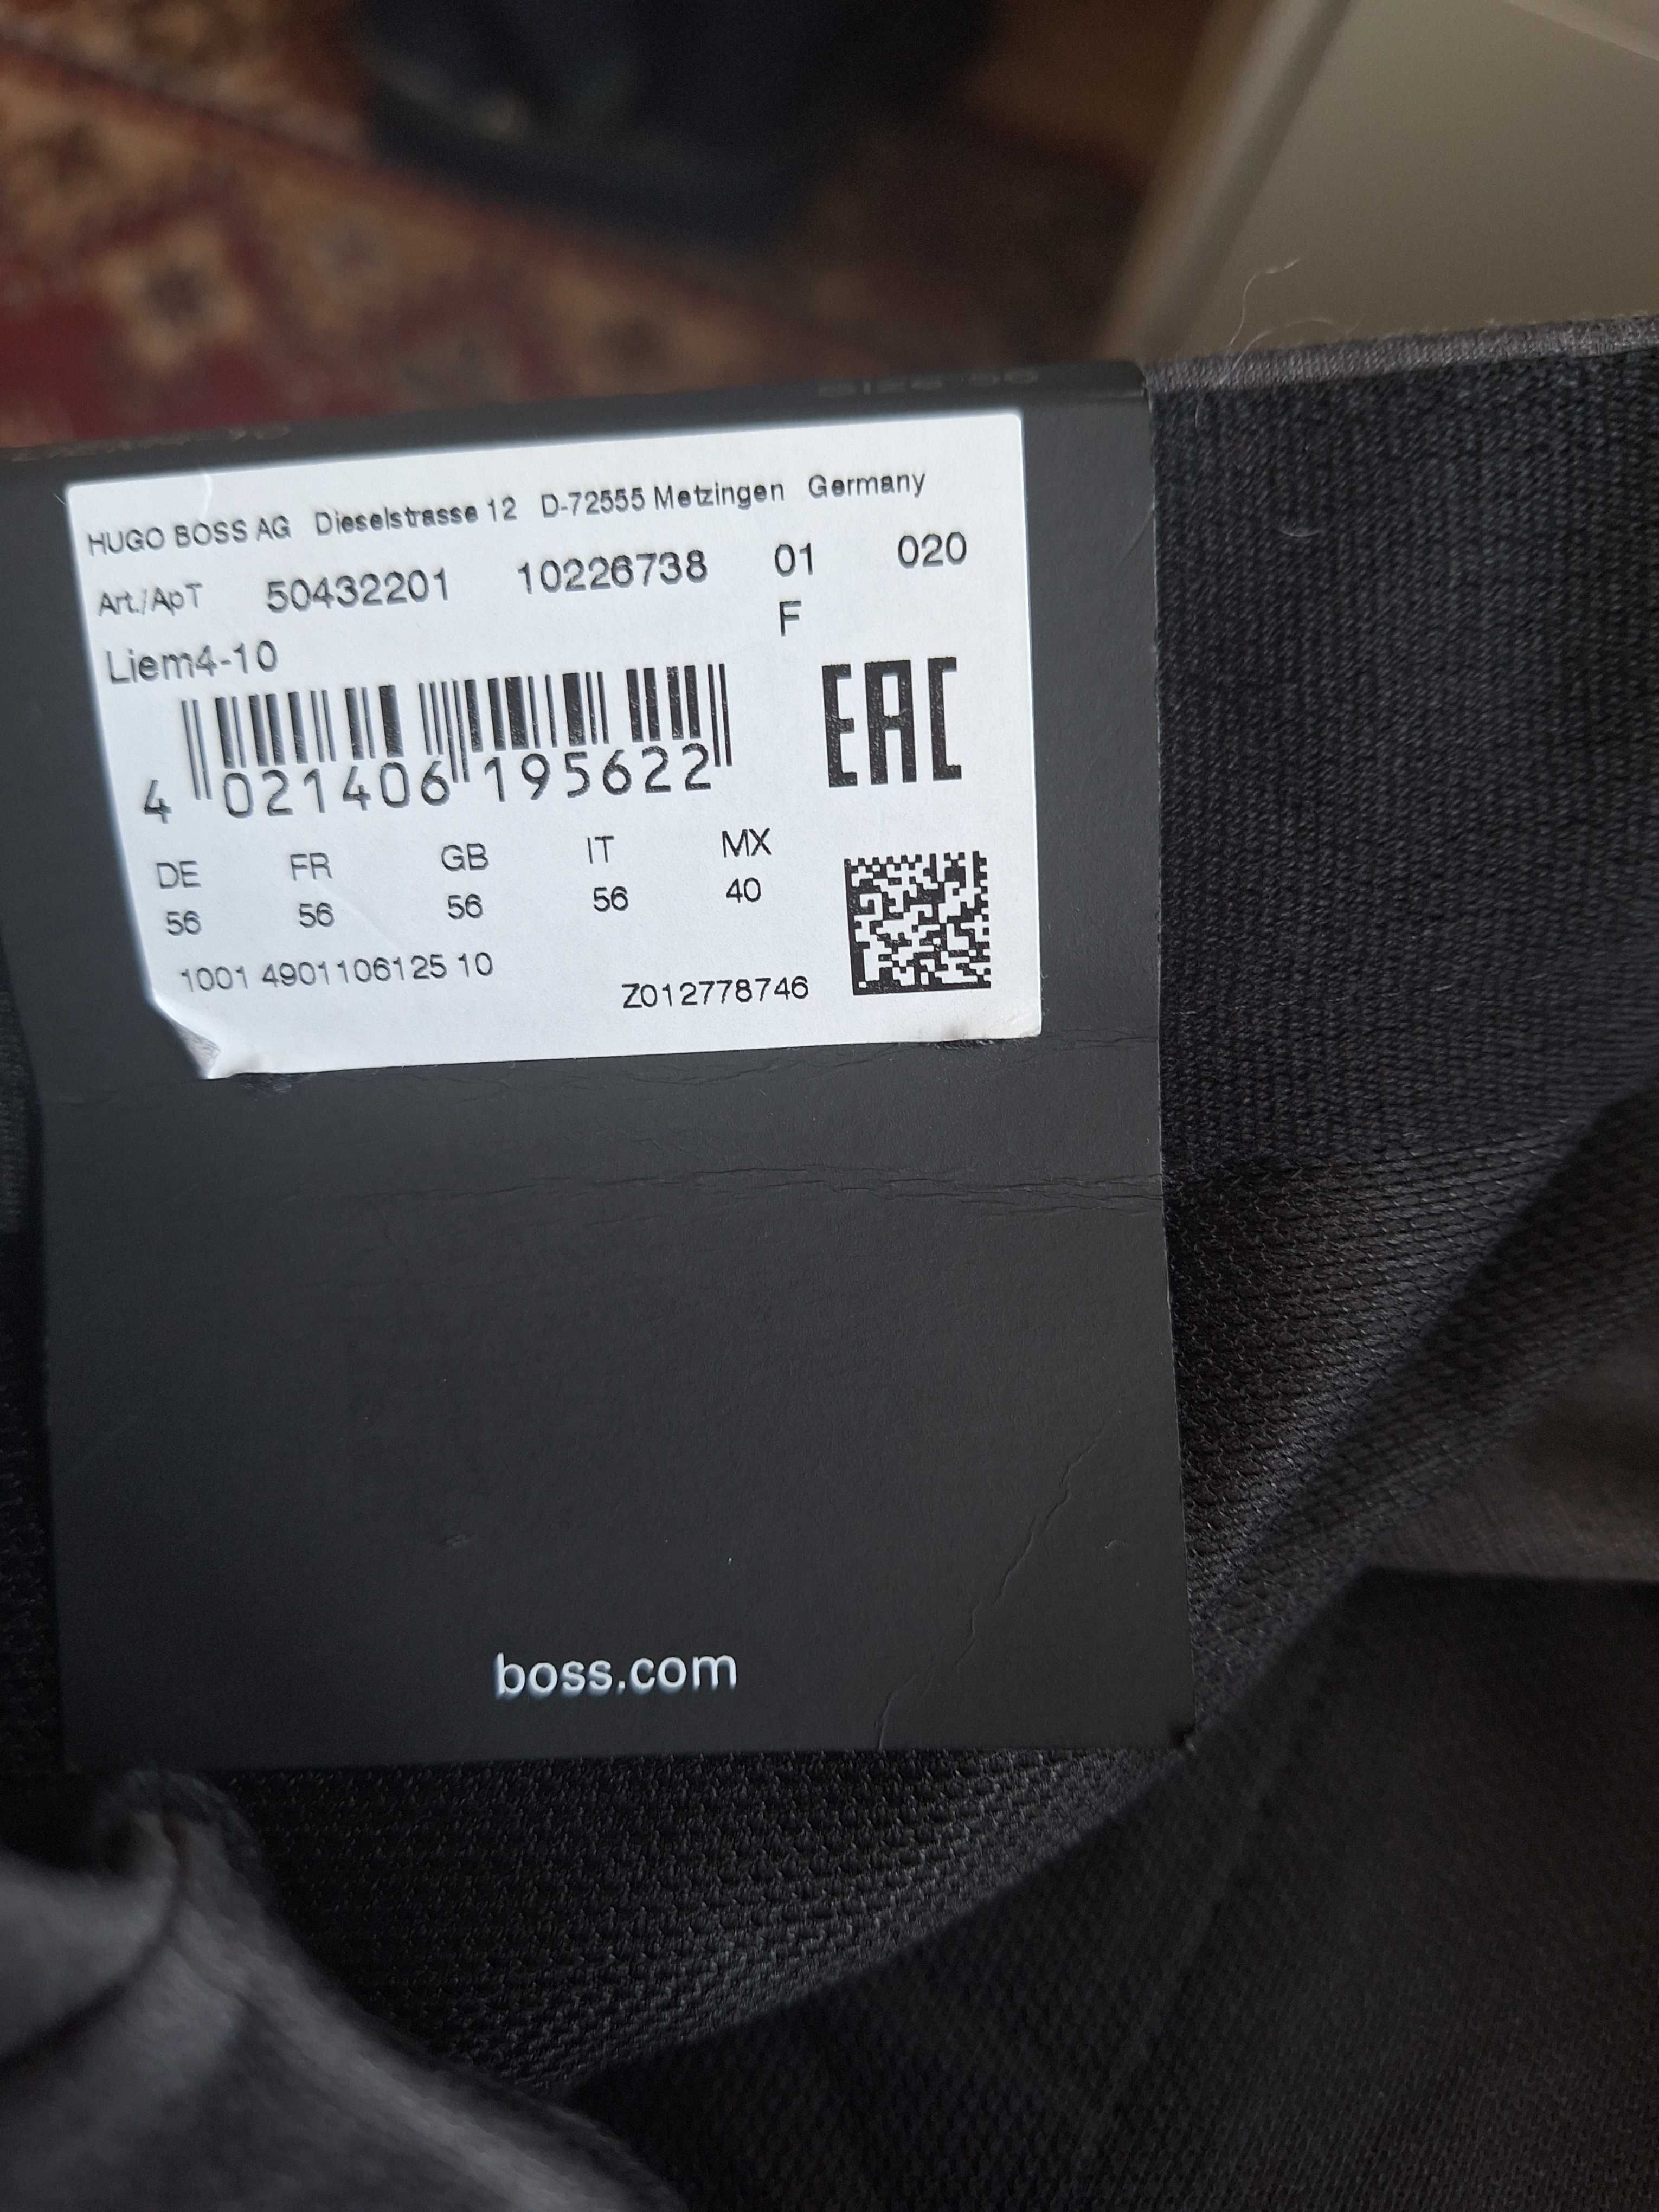 HUGO BOSS AG Dieselstrasse 12 D-72555 Metzingen Germany
Art./ApT 50432201 10226738 01 020
F
Liem4-10
EAC
4 021406 195622
DE FR GB IT MX
56 56 56 56 40
1001 4901106125 10
Z012778746
boss.com